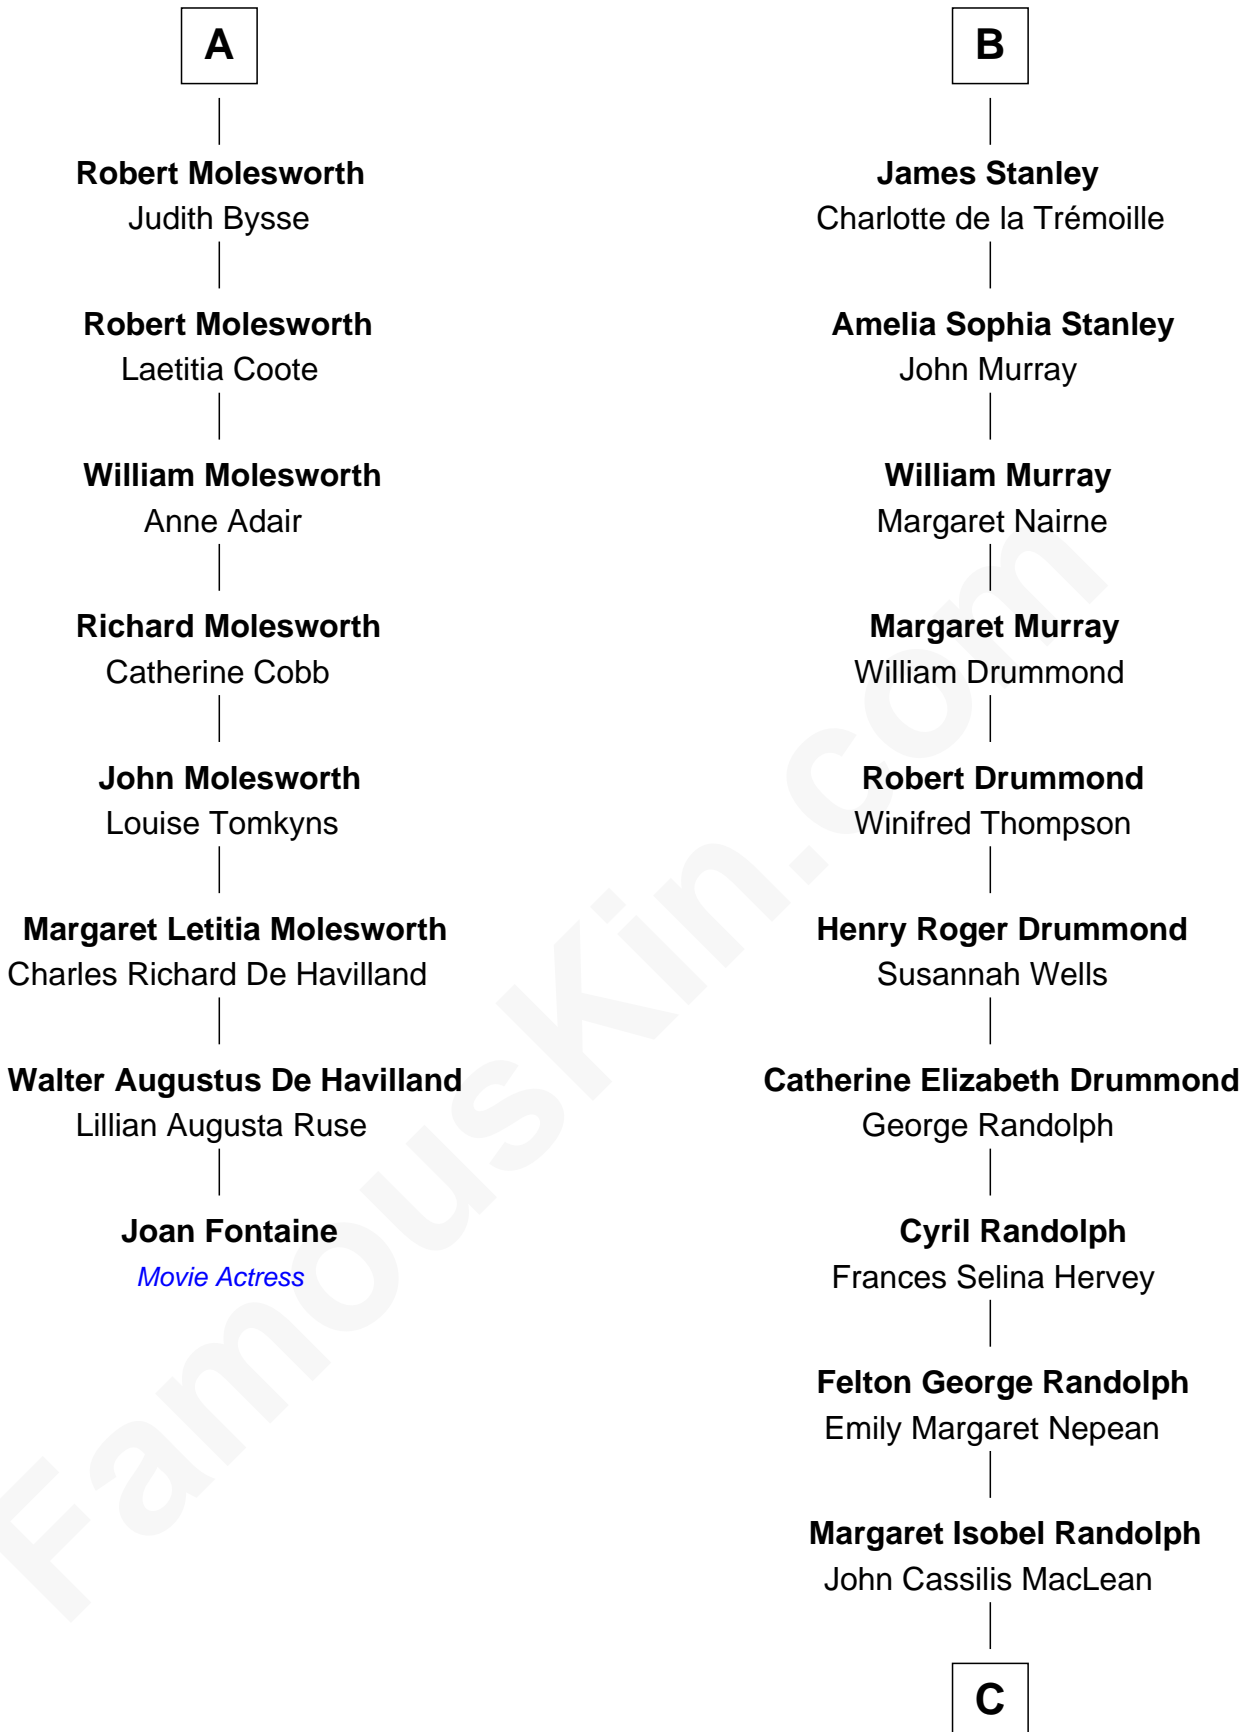 A
Robert Molesworth
Judith Bysse
Robert Molesworth
Laetitia Coote
William Molesworth
Anne Adair
Richard Molesworth
Catherine Cobb
John Molesworth
Louise Tomkyns
Margaret Letitia Molesworth
Charles Richard De Havilland
Walter Augustus De Havilland
Lillian Augusta Ruse
Joan Fontaine
Movie Actress
B
James Stanley
Charlotte de la Trémoille
Amelia Sophia Stanley
John Murray
William Murray
Margaret Nairne
Margaret Murray
William Drummond
Robert Drummond
Winifred Thompson
Henry Roger Drummond
Susannah Wells
Catherine Elizabeth Drummond
George Randolph
Cyril Randolph
Frances Selina Hervey
Felton George Randolph
Emily Margaret Nepean
Margaret Isobel Randolph
John Cassilis MacLean
C
FamousKin.com